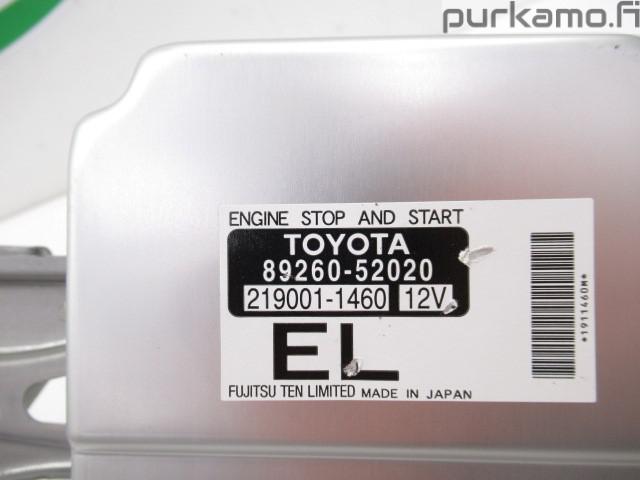 purkamo.fi
ENGINE STOP AND START
TOYOTA
89260-52020
219001-1460 12V
EL
FUJITSU TEN LIMITED MADE IN JAPAN
*1911460M*